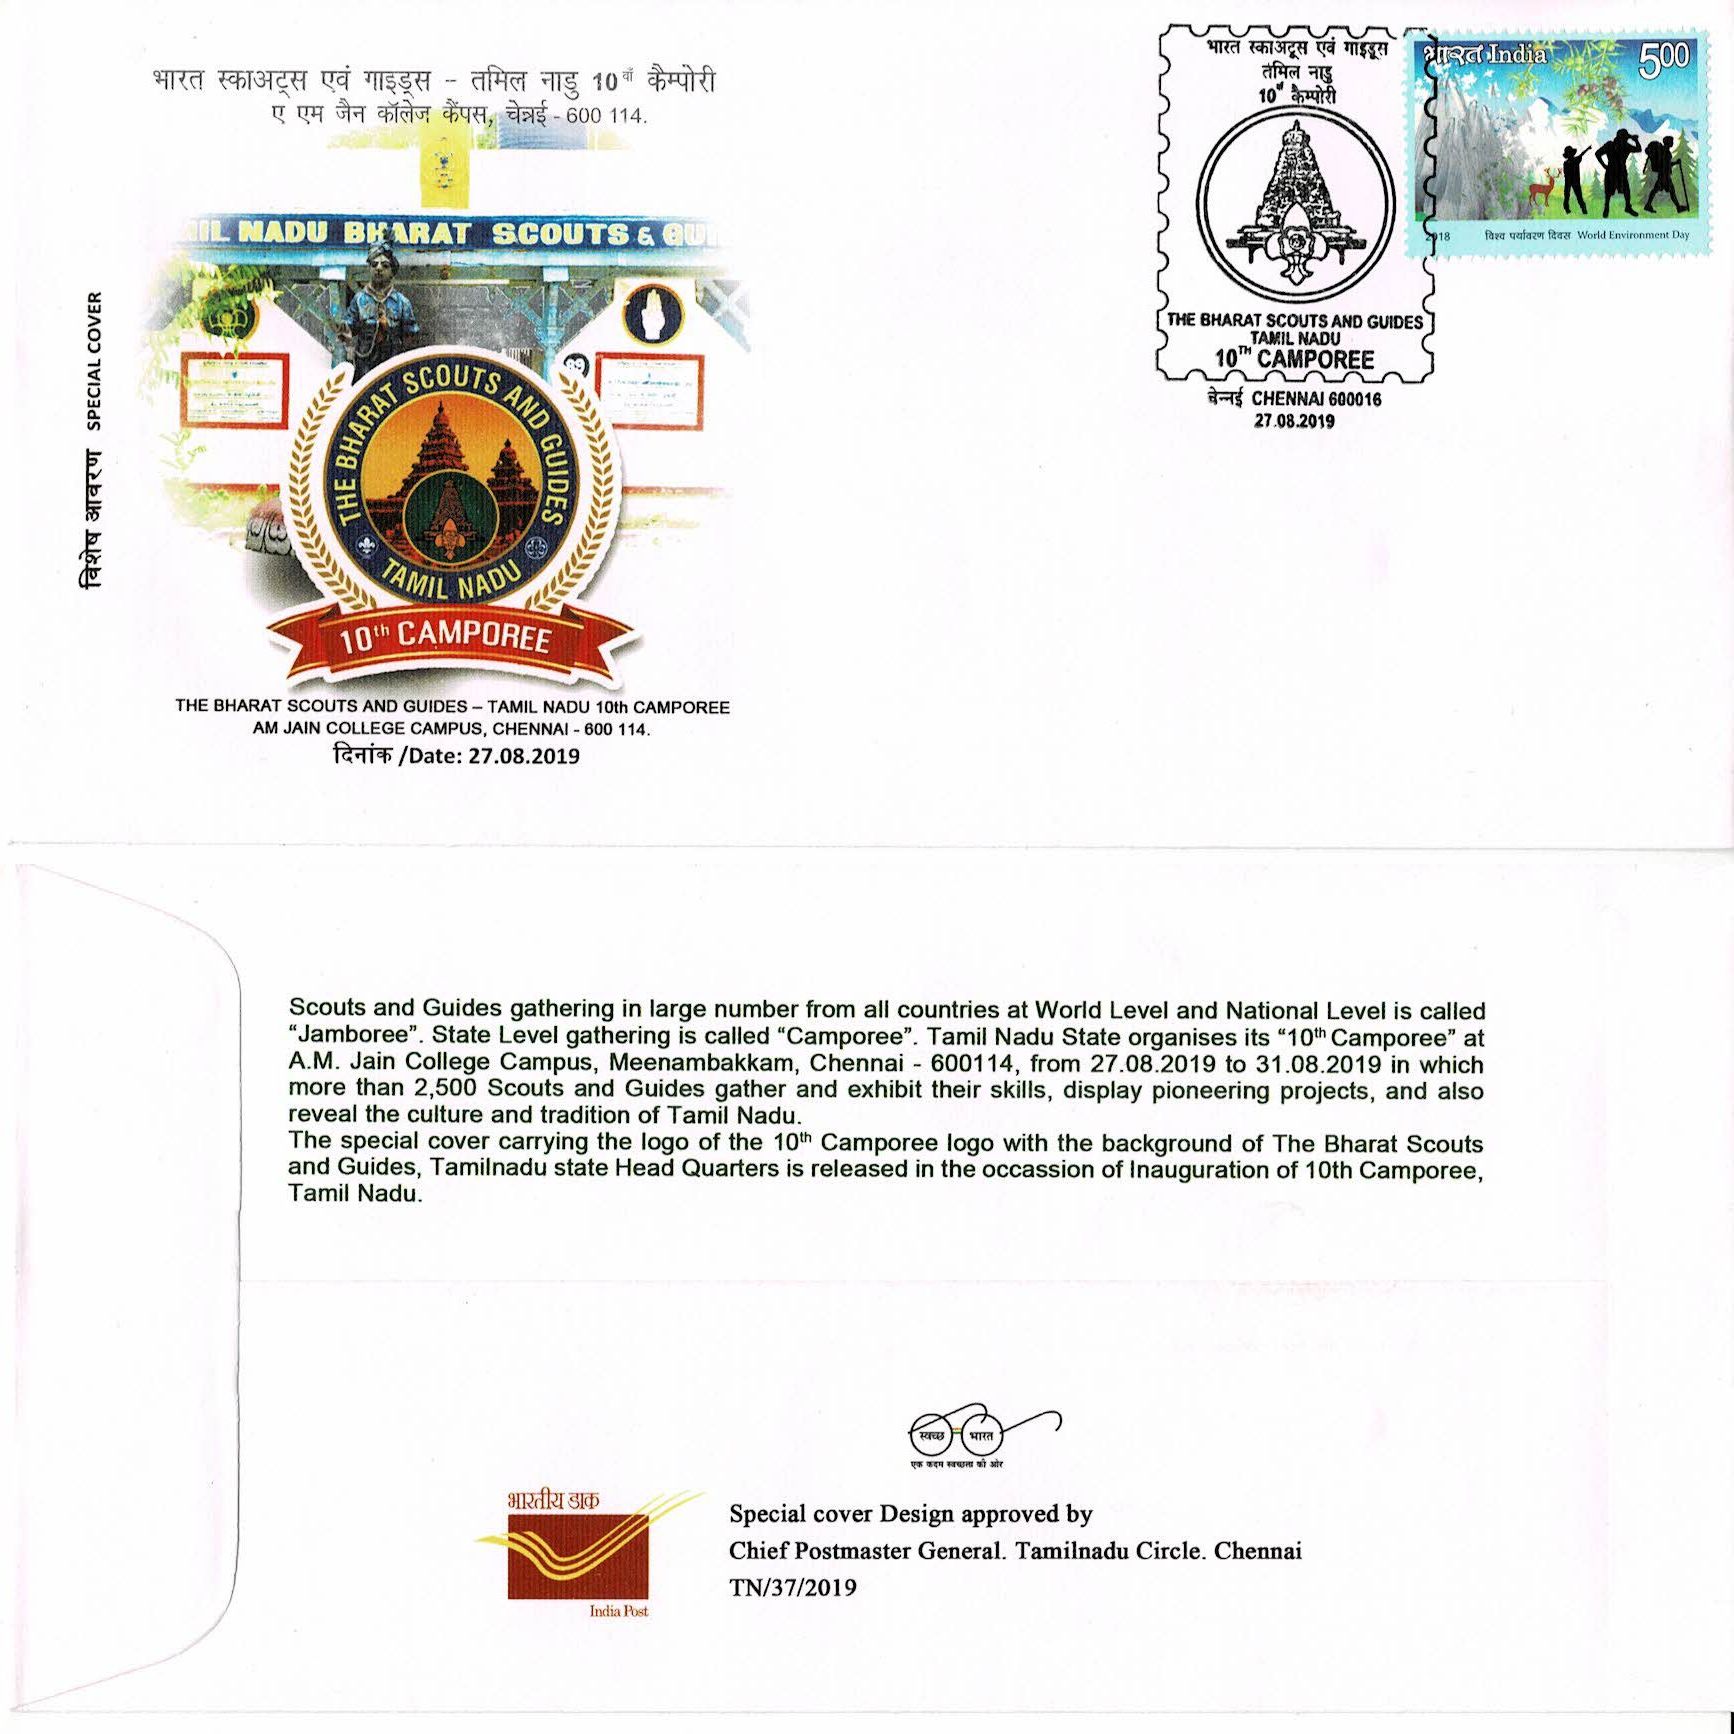 भारत स्काअट्स एवं गाइड्स - तमिल नाडु 10 वाँ कैम्पोरी
ए एम जैन कॉलेज कैंपस, चेन्नई - 600 114.
IL NADU BHARAT SCOUTS & GUI
विशेष आवरण SPECIAL COVER
THE BHARAT SCOUTS AND GUIDES
TAMIL NADU
10th CAMPOREE
THE BHARAT SCOUTS AND GUIDES – TAMIL NADU 10th CAMPOREE
AM JAIN COLLEGE CAMPUS, CHENNAI - 600 114.
दिनांक /Date: 27.08.2019
भारत स्काअटूस एवं गाइडूस
तमिल नाडु
10वाँ कैम्पोरी
THE BHARAT SCOUTS AND GUIDES
TAMIL NADU
10TH CAMPOREE
चेन्नई CHENNAI 600016
27.08.2019
भारत India 500
2018 विश्व पर्यावरण दिवस World Environment Day
Scouts and Guides gathering in large number from all countries at World Level and National Level is called
“Jamboree”. State Level gathering is called “Camporee”. Tamil Nadu State organises its “10th Camporee” at
A.M. Jain College Campus, Meenambakkam, Chennai - 600114, from 27.08.2019 to 31.08.2019 in which
more than 2,500 Scouts and Guides gather and exhibit their skills, display pioneering projects, and also
reveal the culture and tradition of Tamil Nadu.
The special cover carrying the logo of the 10th Camporee logo with the background of The Bharat Scouts
and Guides, Tamilnadu state Head Quarters is released in the occassion of Inauguration of 10th Camporee,
Tamil Nadu.
स्वच्छ भारत
एक कदम स्वच्छता की ओर
भारतीय डाक
India Post
Special cover Design approved by
Chief Postmaster General. Tamilnadu Circle. Chennai
TN/37/2019